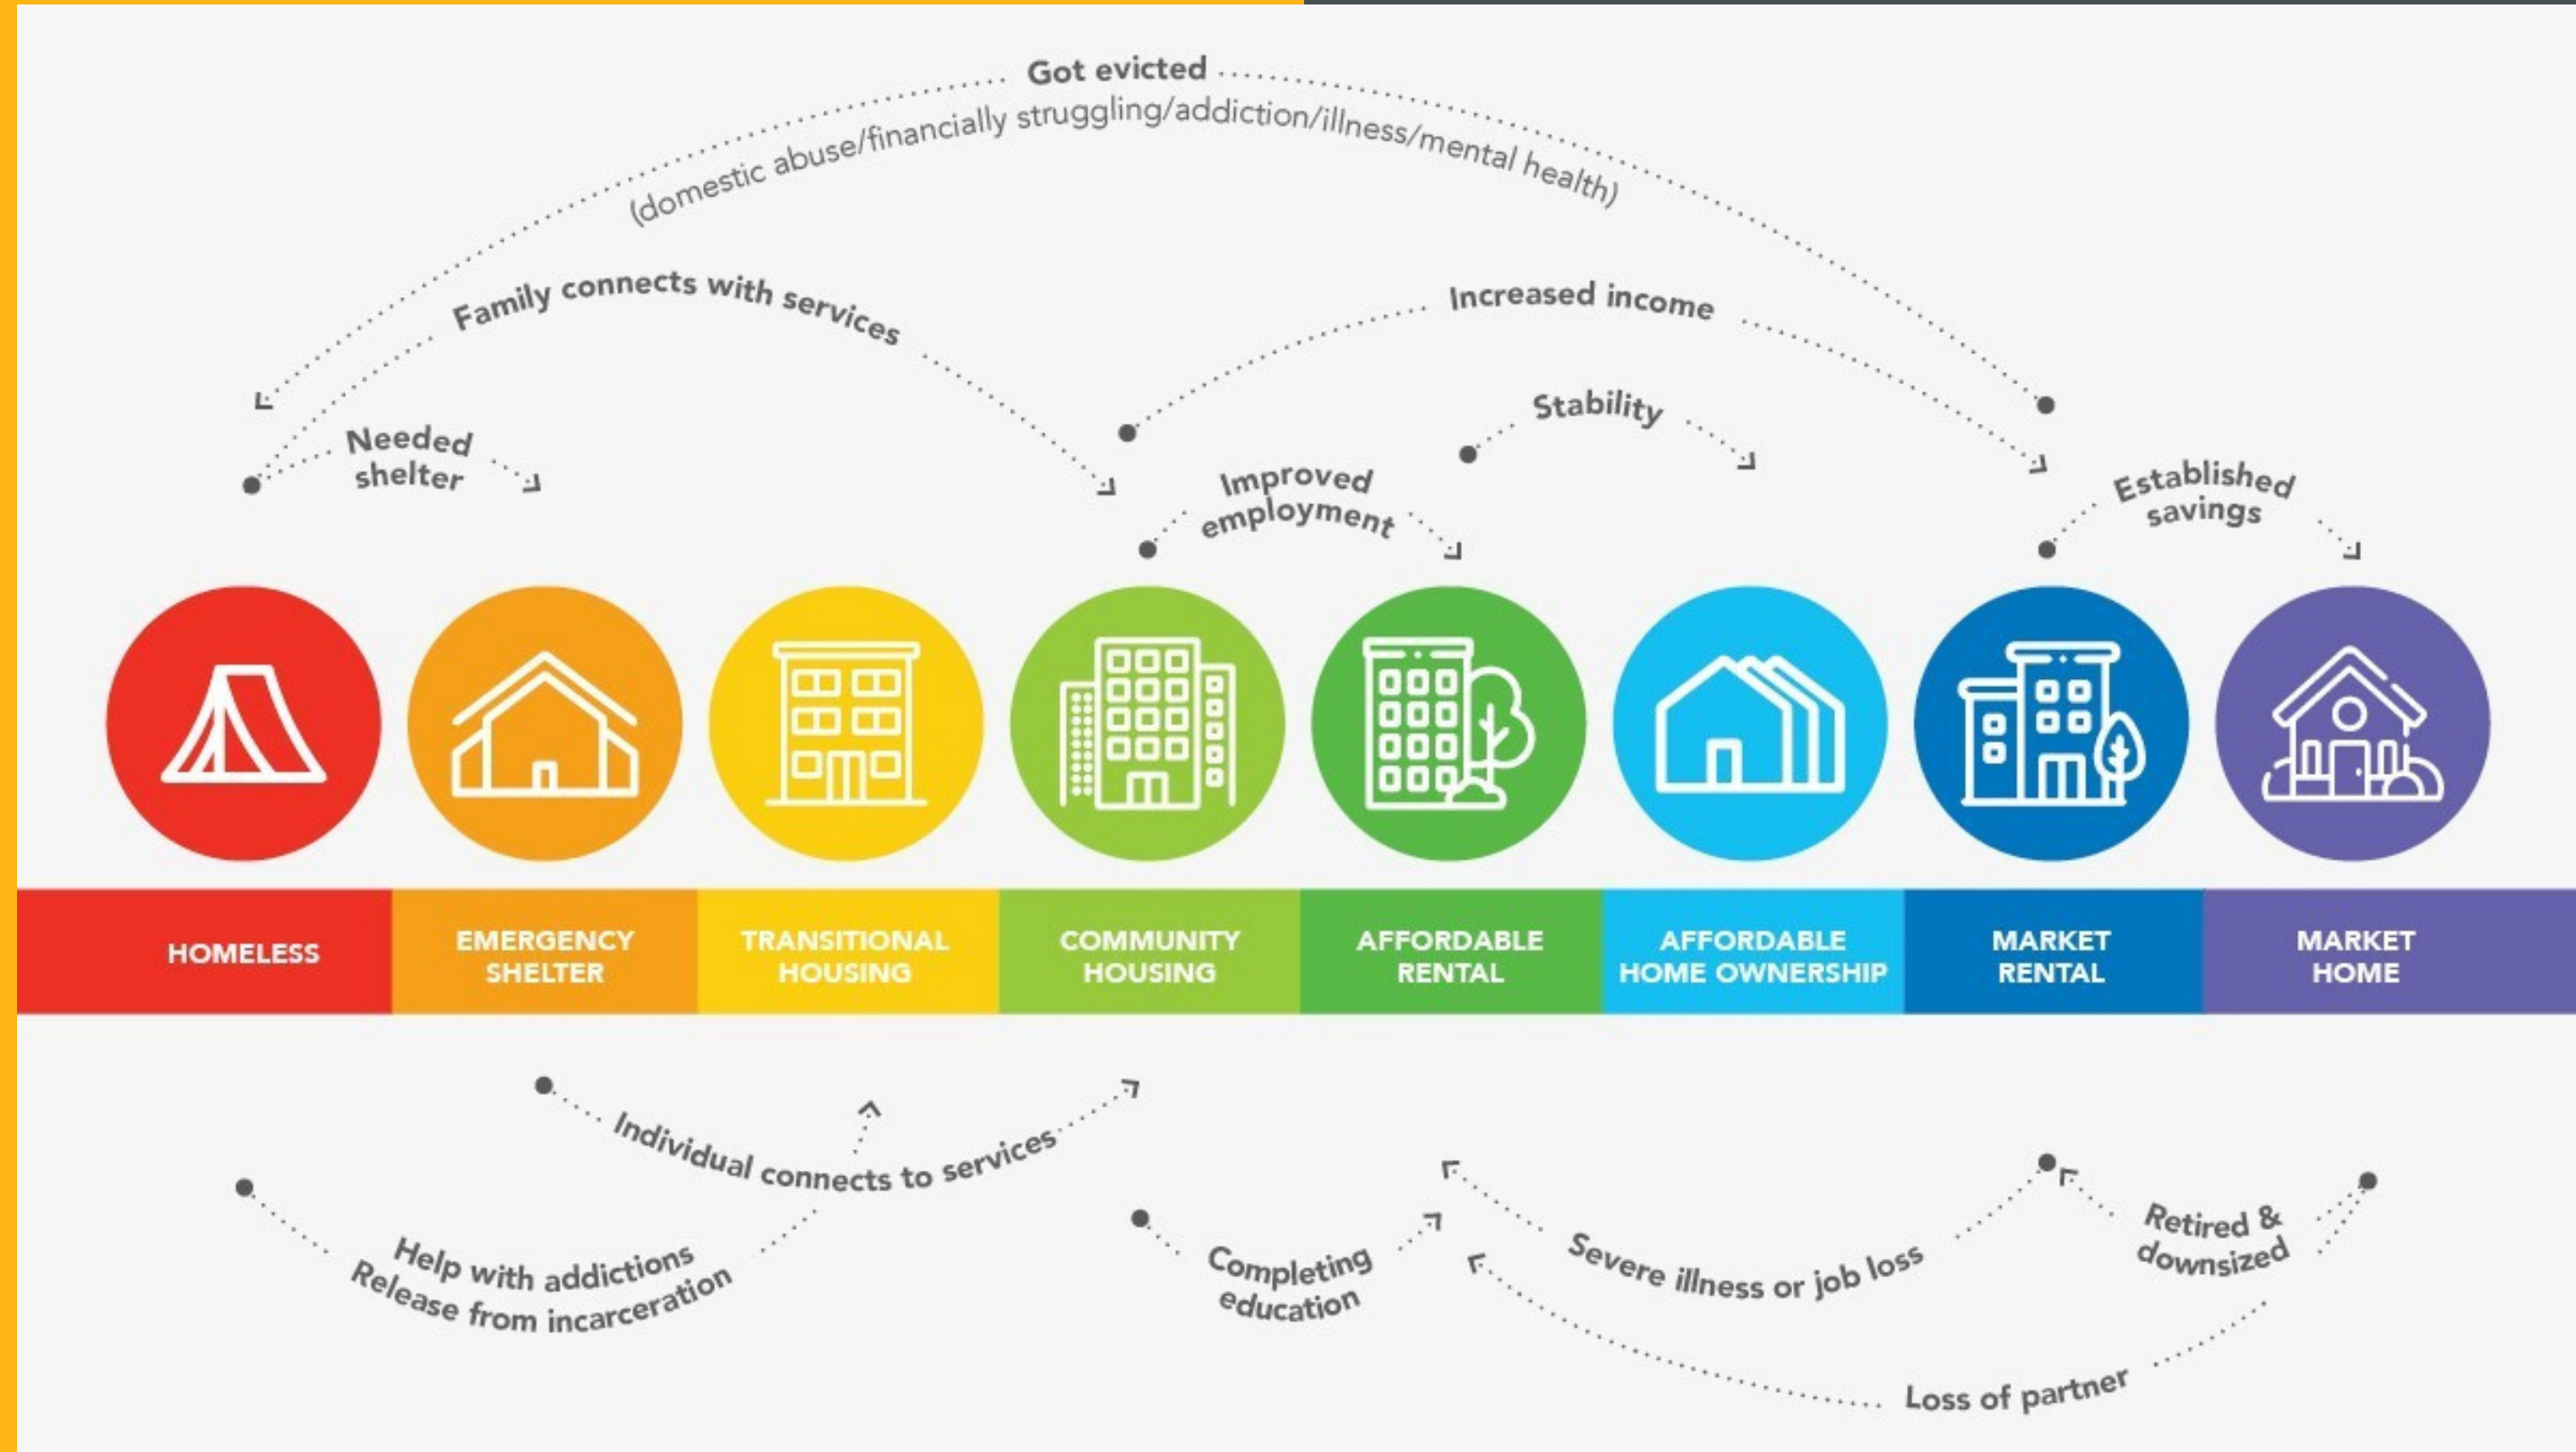 Got evicted
(domestic abuse/financially struggling/addiction/illness/mental health)
Family connects with services
Increased income
Needed
shelter
Stability
Improved
employment
Established
savings
HOMELESS
EMERGENCY
SHELTER
TRANSITIONAL
HOUSING
COMMUNITY
HOUSING
AFFORDABLE
RENTAL
AFFORDABLE
HOME OWNERSHIP
MARKET
RENTAL
MARKET
HOME
Individual connects to services
Help with addictions
Release from incarceration
Completing
education
Severe illness or job loss
Retired &
downsized
Loss of partner